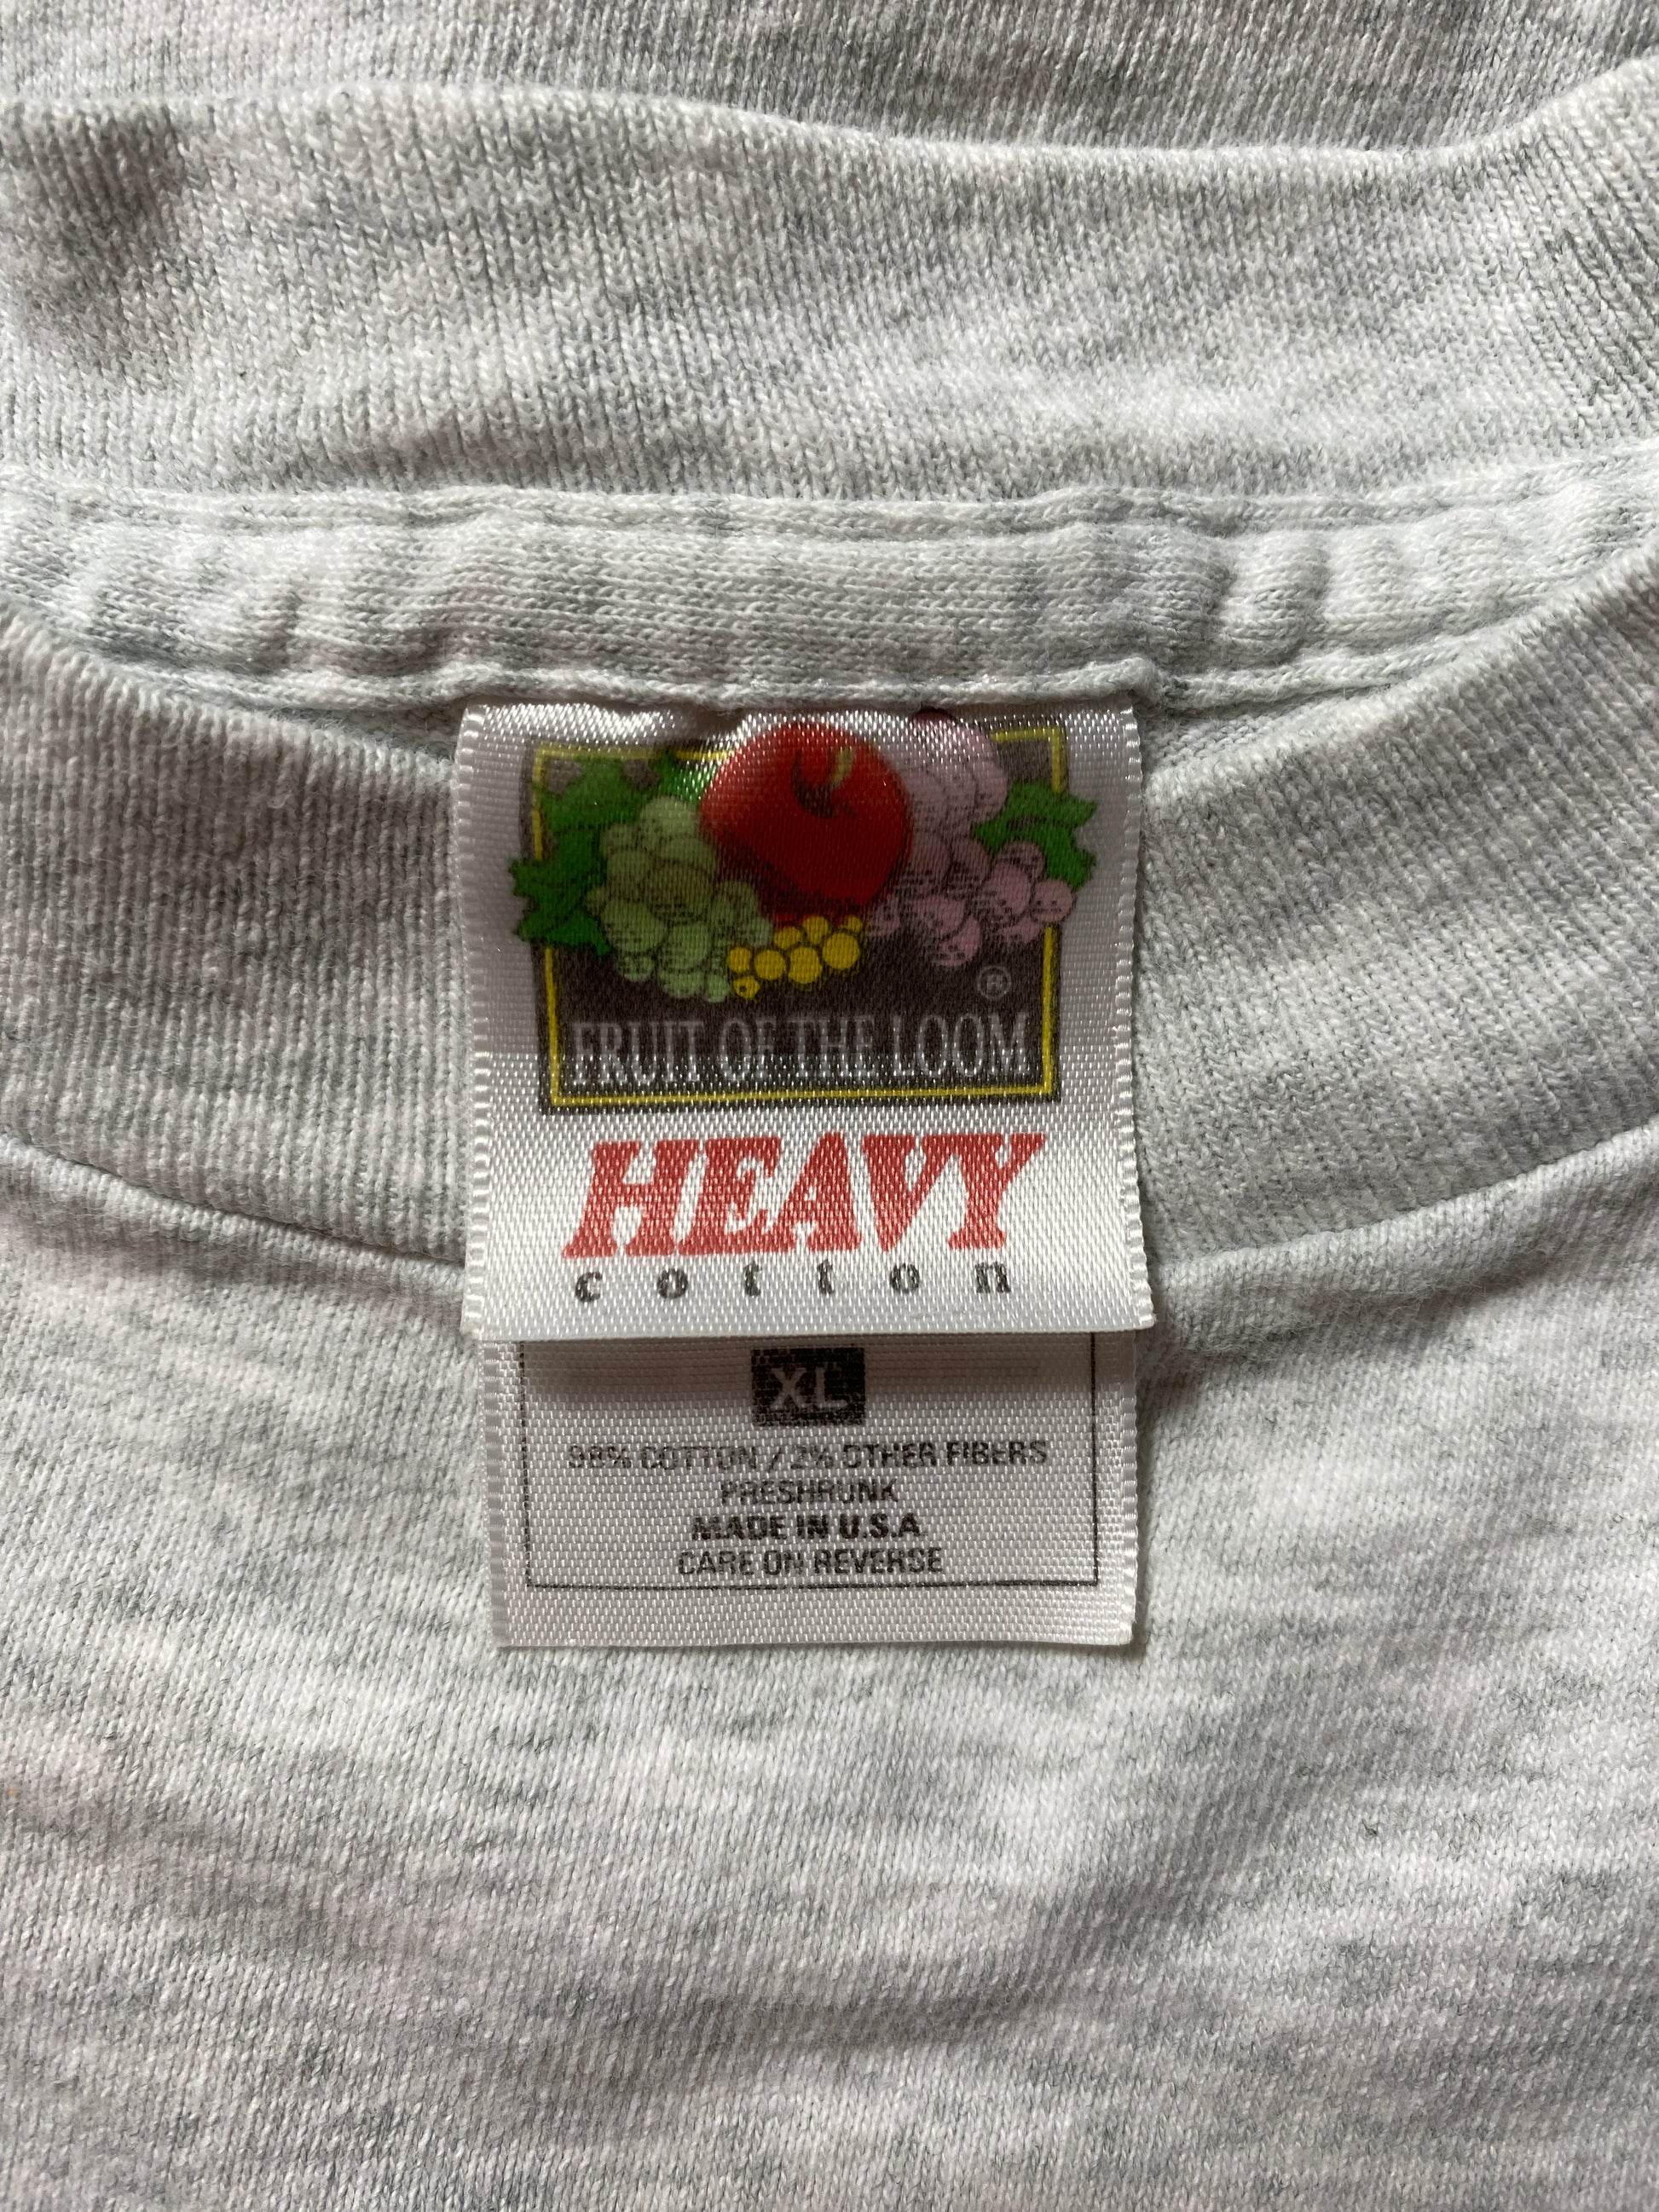 ®
FRUIT OF THE LOOM
HEAVY
cotton
XL
98% COTTON / 2% OTHER FIBERS
PRESHRUNK
MADE IN U.S.A.
CARE ON REVERSE